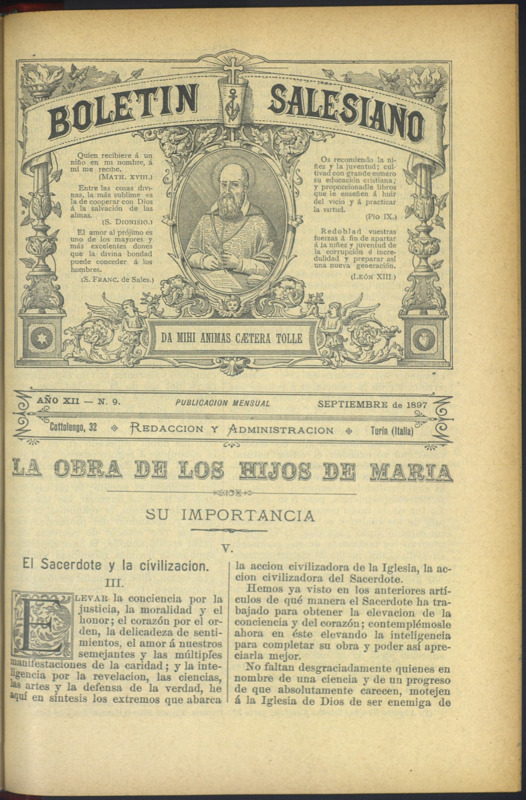 BOLETIN SALESIANO
Quien recibiere á un
niño en mi nombre, á
mí me recibe.
(MATH. XVIII.)
Entre las cosas divi-
nas, la más sublime es
la de cooperar con Dios
á la salvación de las
almas.
(S. DIONISIO.)
El amor al prójimo es
uno de los mayores y
más excelentes dones
que la divina bondad
puede conceder á los
hombres.
(S. FRANC. de Sales.)
Os recomiendo la ni-
ñez y la juventud; cul-
tivad con grande esmero
su educación cristiana;
y proporcionadle libros
que le enseñen á huir
del vicio y á practicar
la virtud.
(PIO IX.)
Redoblad vuestras
fuerzas á fin de apartar
á la niñez y juventud de
la corrupción é incre-
dulidad y preparar así
una nueva generación.
(LEÓN XIII.)
DA MIHI ANIMAS CÆTERA TOLLE
AÑO XII — N. 9. PUBLICACION MENSUAL SEPTIEMBRE de 1897
Cottolengo, 32 REDACCION Y ADMINISTRACION Turin (Italia)
LA OBRA DE LOS HIJOS DE MARIA
SU IMPORTANCIA
V.
El Sacerdote y la civilizacion.
III.
ELEVAR la conciencia por la
justicia, la moralidad y el
honor; el corazón por el or-
den, la delicadeza de senti-
mientos, el amor á nuestros
semejantes y las múltiples
manifestaciones de la caridad; y la inte-
ligencia por la revelacion, las ciencias,
las artes y la defensa de la verdad, he
aquí en síntesis los extremos que abarca
la accion civilizadora de la Iglesia, la ac-
cion civilizadora del Sacerdote.
Hemos ya visto en los anteriores artí-
culos de qué manera el Sacerdote ha tra-
bajado para obtener la elevacion de la
conciencia y del corazón; contemplémosle
ahora en éste elevando la inteligencia
para completar su obra y poder así apre-
ciarla mejor.
No faltan desgraciadamente quienes en
nombre de una ciencia y de un progreso
de que absolutamente carecen, motejen
á la Iglesia de Dios de ser enemiga de